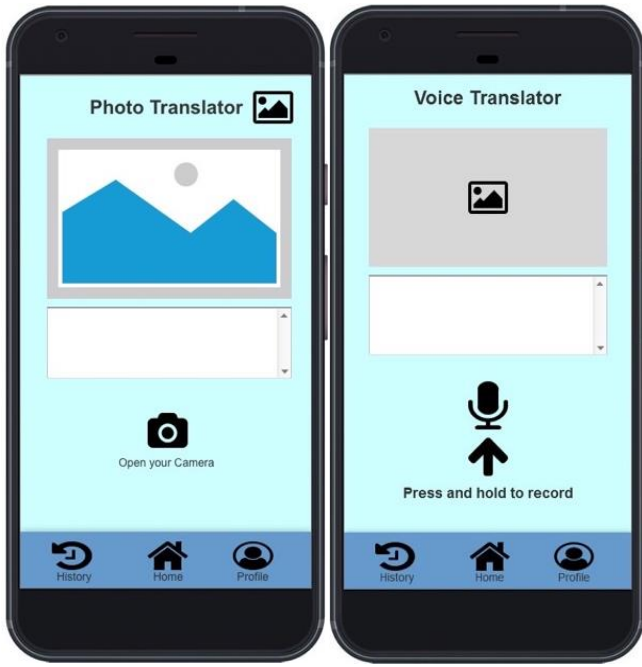 Photo Translator
Open your Camera
History
Home
Profile
Voice Translator
Press and hold to record
History
Home
Profile